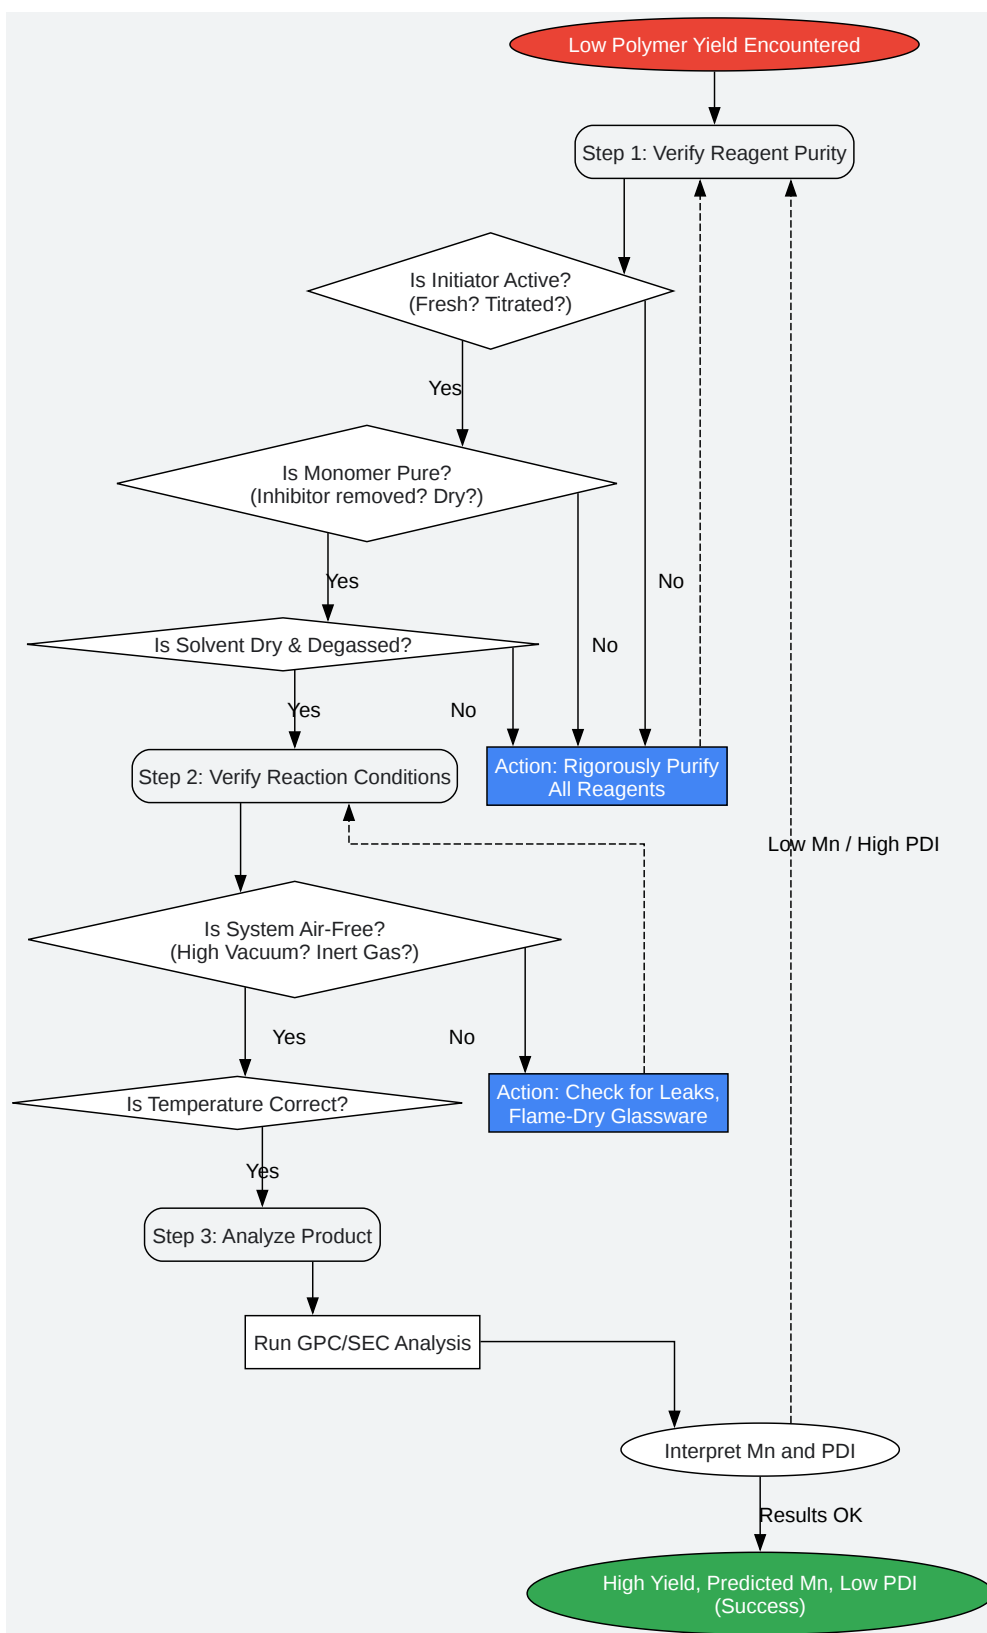 Low Polymer Yield Encountered
Step 1: Verify Reagent Purity
Is Initiator Active?
(Fresh? Titrated?)
Yes
Is Monomer Pure?
(Inhibitor removed? Dry?)
Yes
No
No
Is Solvent Dry & Degassed?
Yes
No
Step 2: Verify Reaction Conditions
Action: Rigorously Purify
All Reagents
Low Mn / High PDI
Is System Air-Free?
(High Vacuum? Inert Gas?)
Yes
No
Is Temperature Correct?
Action: Check for Leaks,
Flame-Dry Glassware
Yes
Step 3: Analyze Product
Run GPC/SEC Analysis
Interpret Mn and PDI
Results OK
High Yield, Predicted Mn, Low PDI
(Success)